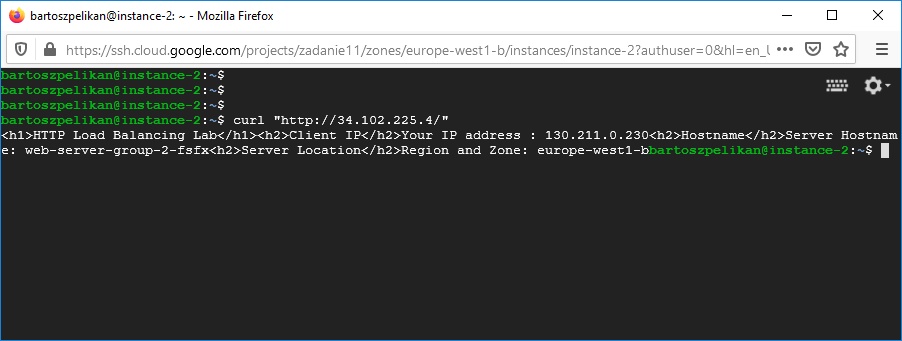 bartoszpelikan@instance-2: ~ - Mozilla Firefox
https://ssh.cloud.google.com/projects/zadanie11/zones/europe-west1-b/instances/instance-2?authuser=0&hl=en_U
bartoszpelikan@instance-2:~$
bartoszpelikan@instance-2:~$
bartoszpelikan@instance-2:~$
bartoszpelikan@instance-2:~$ curl "http://34.102.225.4/"
<h1>HTTP Load Balancing Lab</h1><h2>Client IP</h2>Your IP address : 130.211.0.230<h2>Hostname</h2>Server Hostnam
e: web-server-group-2-fsfx<h2>Server Location</h2>Region and Zone: europe-west1-bbartoszpelikan@instance-2:~$